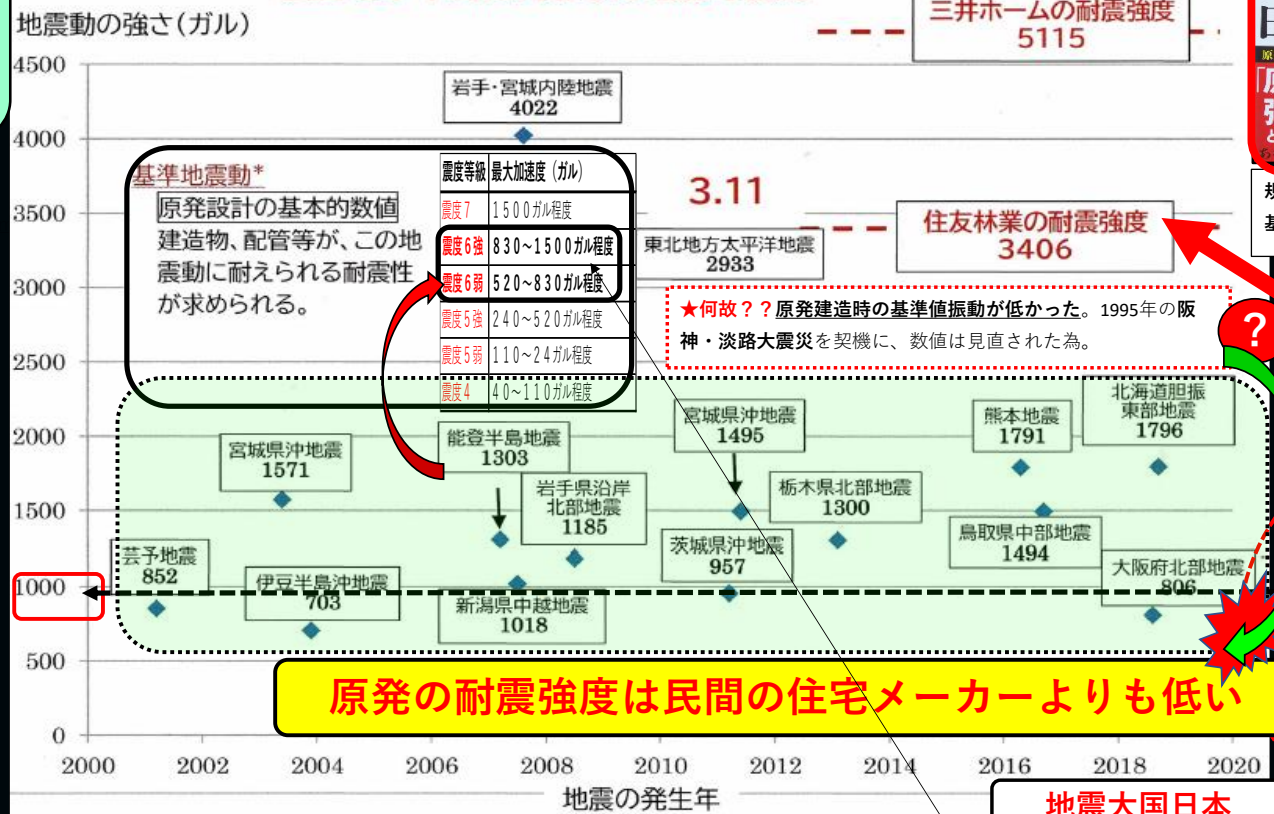 地震動の強さ(ガル)
三井ホームの耐震強度
5115
4500
4000
3500
3000
2500
2000
1500
1000
500
0
岩手・宮城内陸地震
4022
基準地震動*
原発設計の基本的数値
建造物、配管等が、この地
震動に耐えられる耐震性
が求められる。
震度等級 最大加速度(ガル)
震度7 1500ガル程度
震度6強 830~1500ガル程度
震度6弱 520~830ガル程度
震度5強 240~520ガル程度
震度5弱 110~24ガル程度
震度4 40~110ガル程度
3.11
東北地方太平洋地震
2933
住友林業の耐震強度
3406
★何故??原発建造時の基準値振動が低かった。1995年の阪
神・淡路大震災を契機に、数値は見直された為。
?
芸予地震
852
宮城県沖地震
1571
伊豆半島沖地震
703
能登半島地震
1303
岩手県沿岸
北部地震
1185
新潟県中越地震
1018
宮城県沖地震
1495
茨城県沖地震
957
栃木県北部地震
1300
熊本地震
1791
鳥取県中部地震
1494
北海道胆振
東部地震
1796
大阪府北部地震
806
原発の耐震強度は民間の住宅メーカーよりも低い
2000 2002 2004 2006 2008 2010 2012 2014 2016 2018 2020
地震の発生年
地震大国日本